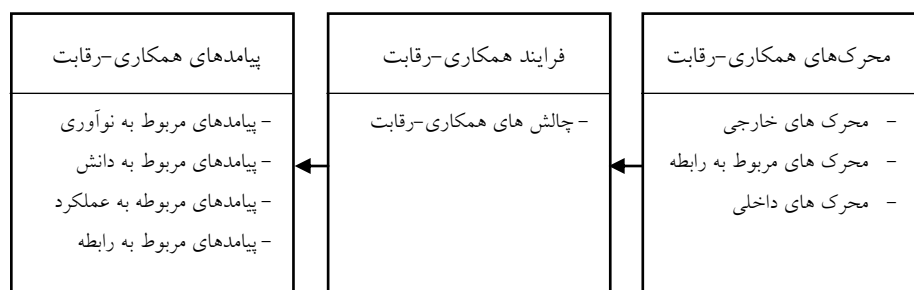 محرک‌های همکاری-رقابت
- محرک های خارجی
- محرک های مربوط به رابطه
- محرک های داخلی
فرایند همکاری-رقابت
- چالش های همکاری-رقابت
پیامدهای همکاری-رقابت
- پیامدهای مربوط به نوآوری
- پیامدهای مربوط به دانش
- پیامدهای مربوطه به عملکرد
- پیامدهای مربوط به رابطه